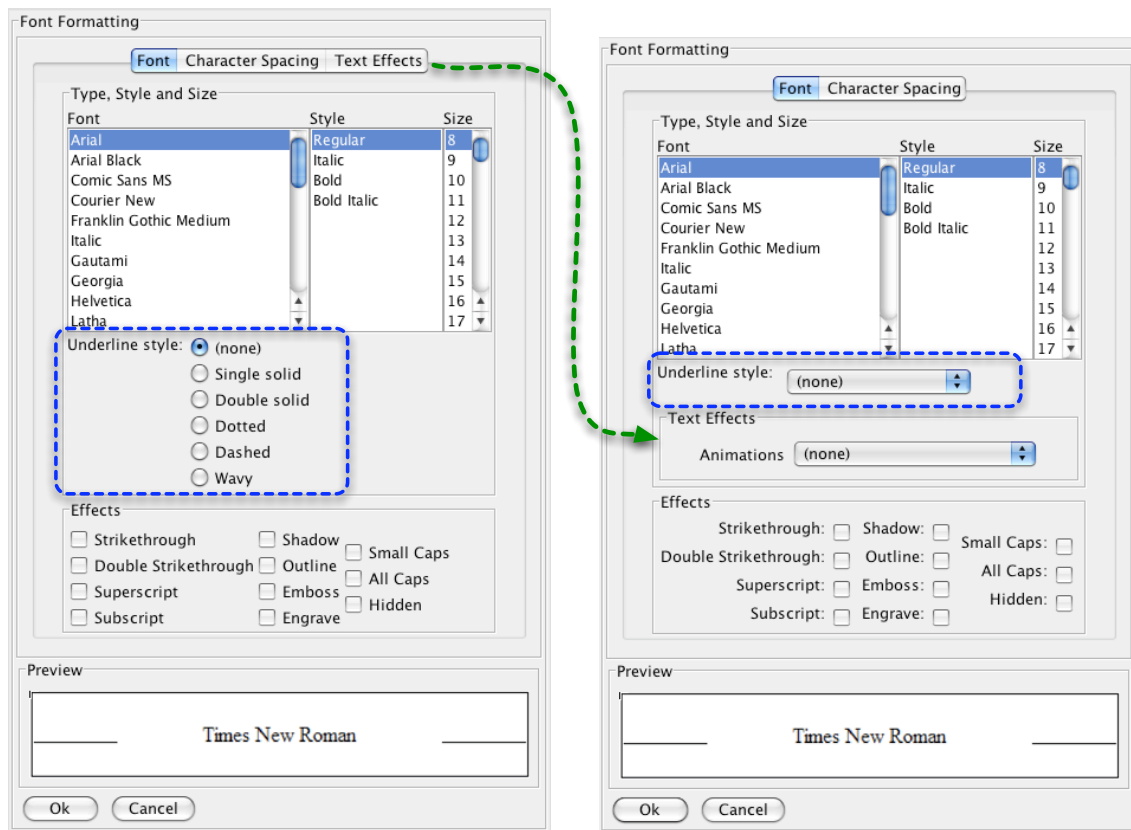 Font Formatting
Font Character Spacing Text Effects
Type, Style and Size
Font Style Size
Arial Regular 8
Arial Black Italic 9
Comic Sans MS Bold 10
Courier New Bold Italic 11
Franklin Gothic Medium 12
Italic 13
Gautami 14
Georgia 15
Helvetica 16
Latha 17
Underline style: (none)
Single solid
Double solid
Dotted
Dashed
Wavy
Effects
Strikethrough Shadow Small Caps
Double Strikethrough Outline All Caps
Superscript Emboss Hidden
Subscript Engrave
Preview
Times New Roman
Ok Cancel
Font Formatting
Font Character Spacing
Type, Style and Size
Font Style Size
Arial Regular 8
Arial Black Italic 9
Comic Sans MS Bold 10
Courier New Bold Italic 11
Franklin Gothic Medium 12
Italic 13
Gautami 14
Georgia 15
Helvetica 16
Latha 17
Underline style: (none)
Text Effects
Animations (none)
Effects
Strikethrough: Shadow: Small Caps:
Double Strikethrough: Outline: All Caps:
Superscript: Emboss: Hidden:
Subscript: Engrave:
Preview
Times New Roman
Ok Cancel